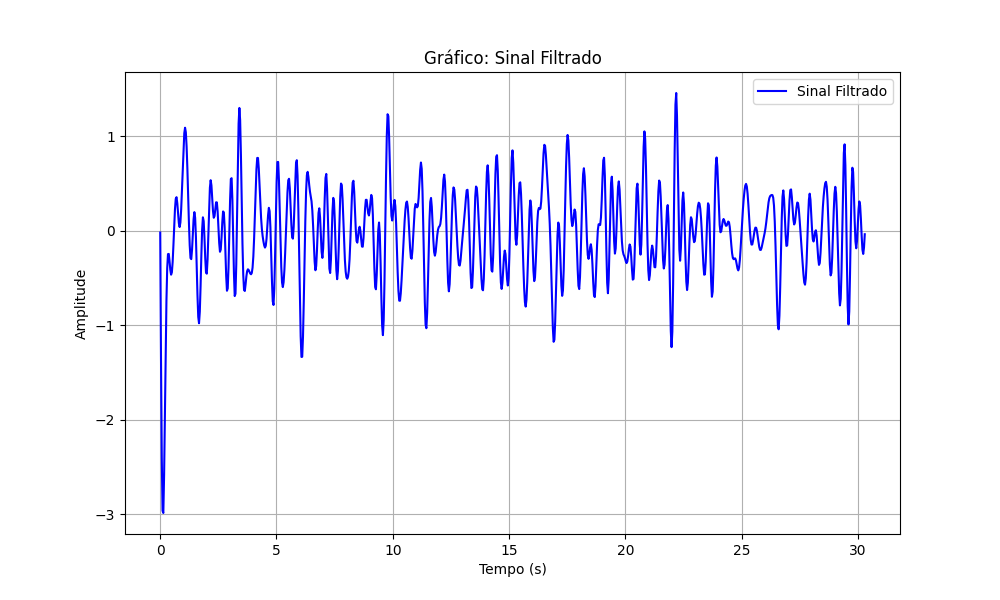 Gráfico: Sinal Filtrado
Sinal Filtrado
1
0
−1
−2
−3
Amplitude
0 5 10 15 20 25 30
Tempo (s)